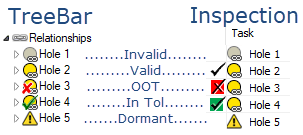 TreeBar Inspection
Relationships Task
Hole 1 ........Invalid........ Hole 1
Hole 2 ..........Valid......... Hole 2
Hole 3 ..........OOT.......... Hole 3
Hole 4 ..........In Tol......... Hole 4
Hole 5 .......Dormant....... Hole 5